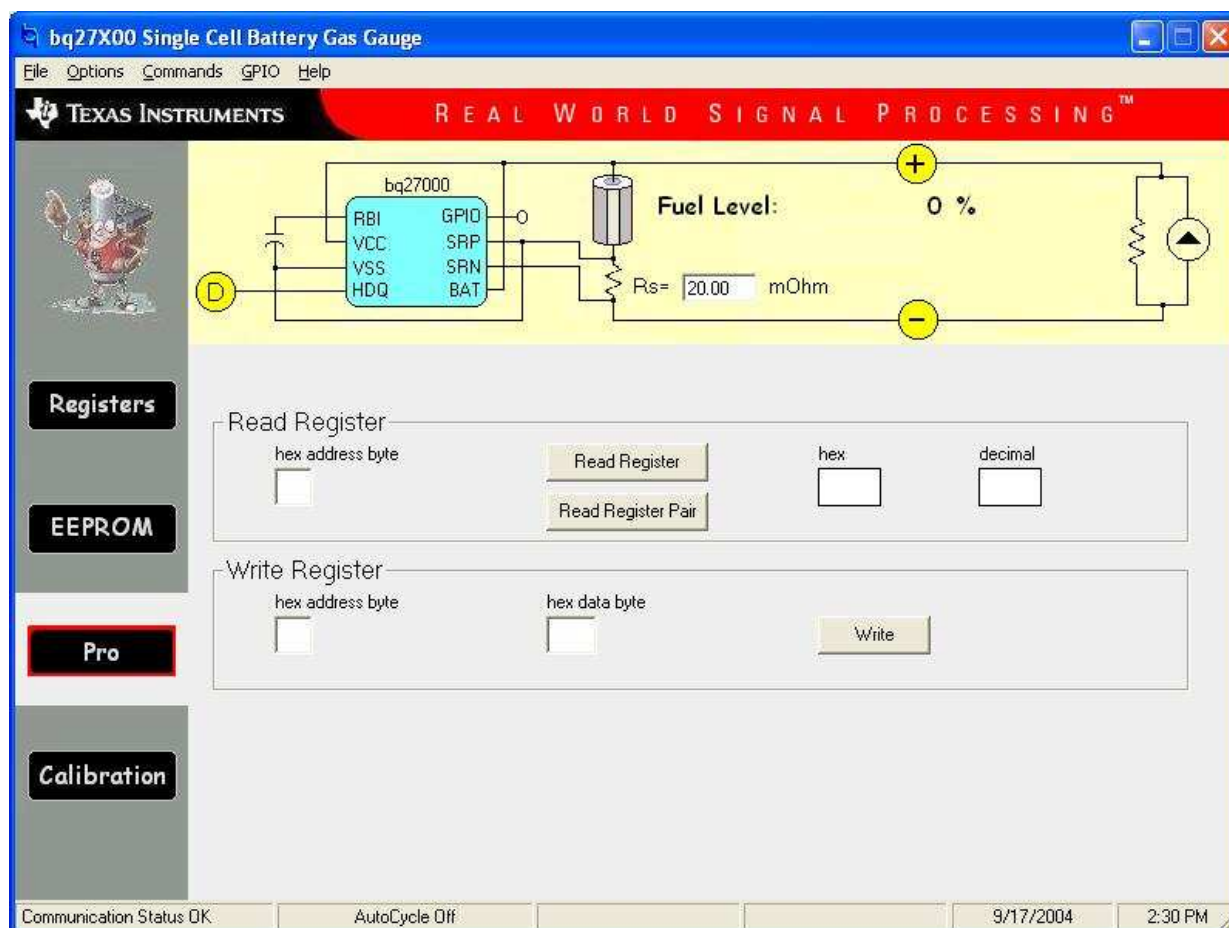 bq27X00 Single Cell Battery Gas Gauge
File Options Commands GPIO Help
TEXAS INSTRUMENTS
REAL WORLD SIGNAL PROCESSING™
bq27000
RBI GPIO
VCC SRP
VSS SRN
HDQ BAT
D
+
Fuel Level: 0 %
Rs= 20.00 mOhm
-
Registers
EEPROM
Pro
Calibration
Read Register
hex address byte
Read Register
Read Register Pair
hex
decimal
Write Register
hex address byte
hex data byte
Write
Communication Status OK
AutoCycle Off
9/17/2004
2:30 PM